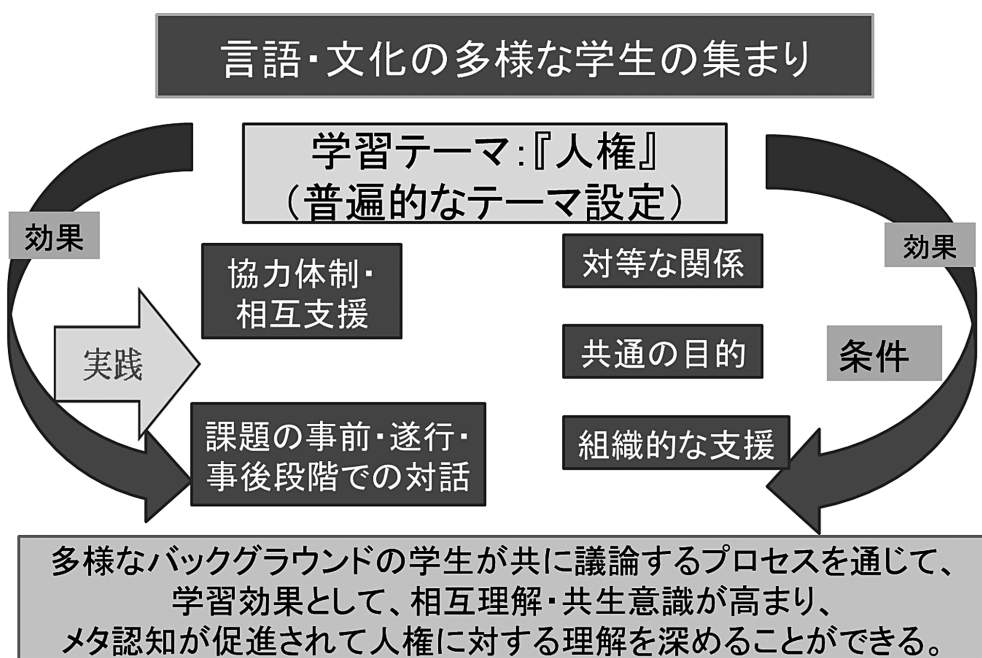 言語・文化の多様な学生の集まり
学習テーマ:『人権』
（普遍的なテーマ設定）
効果
効果
協力体制・
相互支援
対等な関係
実践
共通の目的
条件
課題の事前・遂行・
事後段階での対話
組織的な支援
多様なバックグラウンドの学生が共に議論するプロセスを通じて、
学習効果として、相互理解・共生意識が高まり、
メタ認知が促進されて人権に対する理解を深めることができる。